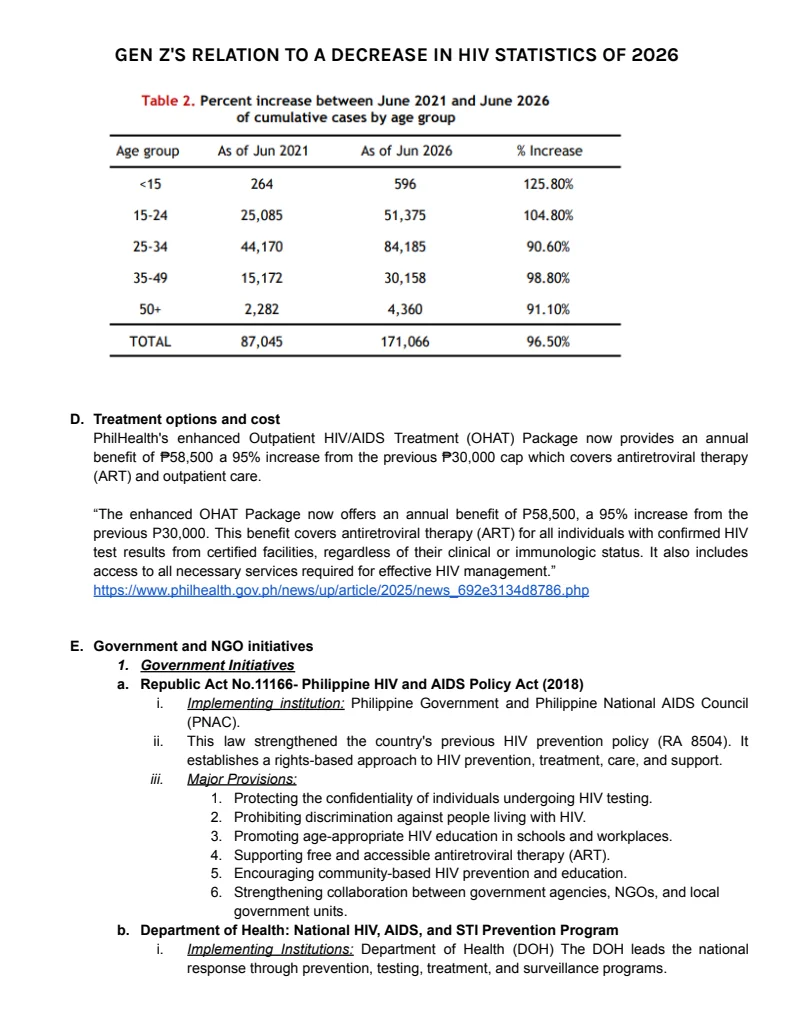 GEN Z'S RELATION TO A DECREASE IN HIV STATISTICS OF 2026
Table 2. Percent increase between June 2021 and June 2026
of cumulative cases by age group
Age group As of Jun 2021 As of Jun 2026 % Increase
<15 264 596 125.80%
15-24 25,085 51,375 104.80%
25-34 44,170 84,185 90.60%
35-49 15,172 30,158 98.80%
50+ 2,282 4,360 91.10%
TOTAL 87,045 171,066 96.50%
D. Treatment options and cost
PhilHealth's enhanced Outpatient HIV/AIDS Treatment (OHAT) Package now provides an annual
benefit of ₱58,500 a 95% increase from the previous ₱30,000 cap which covers antiretroviral therapy
(ART) and outpatient care.
“The enhanced OHAT Package now offers an annual benefit of P58,500, a 95% increase from the
previous P30,000. This benefit covers antiretroviral therapy (ART) for all individuals with confirmed HIV
test results from certified facilities, regardless of their clinical or immunologic status. It also includes
access to all necessary services required for effective HIV management.”
https://www.philhealth.gov.ph/news/up/article/2025/news_692e3134d8786.php
E. Government and NGO initiatives
1. Government Initiatives
a. Republic Act No.11166- Philippine HIV and AIDS Policy Act (2018)
i. Implementing institution: Philippine Government and Philippine National AIDS Council
(PNAC).
ii. This law strengthened the country's previous HIV prevention policy (RA 8504). It
establishes a rights-based approach to HIV prevention, treatment, care, and support.
iii. Major Provisions:
1. Protecting the confidentiality of individuals undergoing HIV testing.
2. Prohibiting discrimination against people living with HIV.
3. Promoting age-appropriate HIV education in schools and workplaces.
4. Supporting free and accessible antiretroviral therapy (ART).
5. Encouraging community-based HIV prevention and education.
6. Strengthening collaboration between government agencies, NGOs, and local
government units.
b. Department of Health: National HIV, AIDS, and STI Prevention Program
i. Implementing Institutions: Department of Health (DOH) The DOH leads the national
response through prevention, testing, treatment, and surveillance programs.